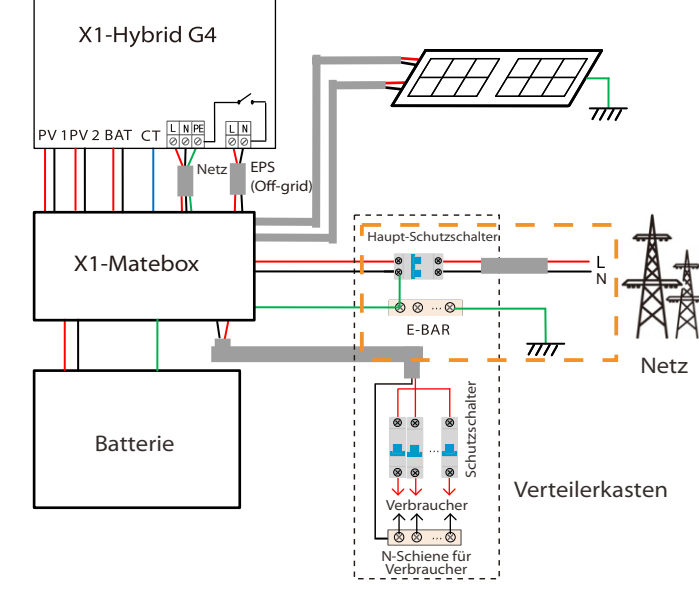 X1-Hybrid G4
L N PE
L N
PV 1 PV 2 BAT CT
Netz
EPS
(Off-grid)
X1-Matebox
Haupt-Schutzschalter
L
N
...
E-BAR
Netz
Batterie
Schutzschalter
...
Verteilerkasten
Verbraucher
...
N-Schiene für
Verbraucher